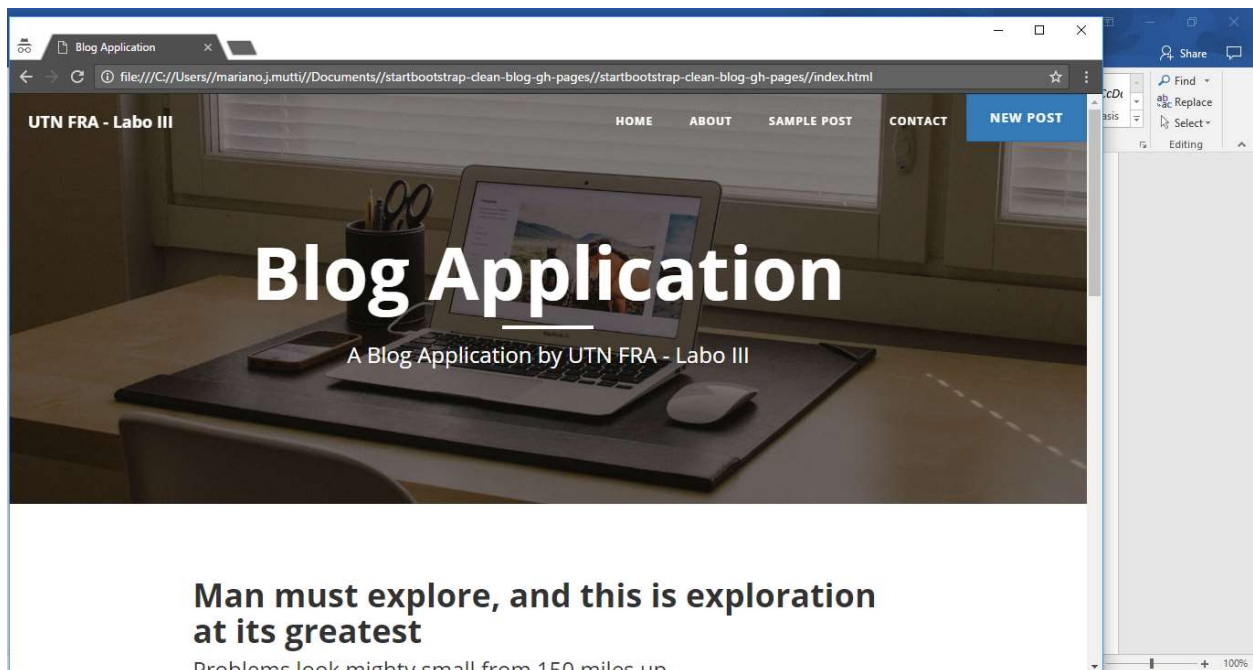 Blog Application
Share
file:///C://Users//mariano.j.mutti//Documents//startbootstrap-clean-blog-gh-pages//startbootstrap-clean-blog-gh-pages//index.html
Find
Replace
Select
Editing
UTN FRA - Labo III
HOME ABOUT SAMPLE POST CONTACT NEW POST
Blog Application
A Blog Application by UTN FRA - Labo III
Man must explore, and this is exploration
at its greatest
Problems look mighty small from 150 miles up
100%